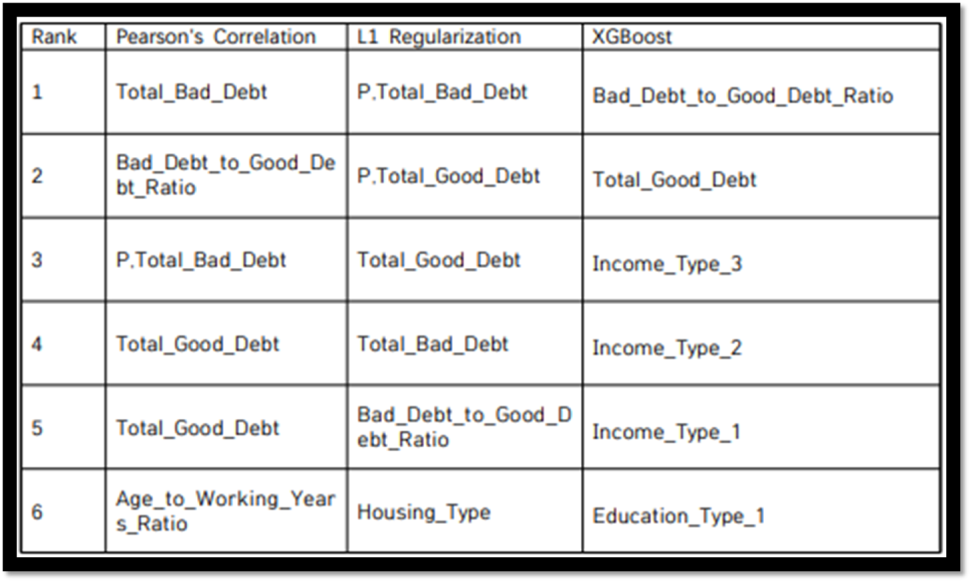 Rank Pearson's Correlation L1 Regularization XGBoost
1 Total_Bad_Debt P.Total_Bad_Debt Bad_Debt_to_Good_Debt_Ratio
2 Bad_Debt_to_Good_De
bt_Ratio P.Total_Good_Debt Total_Good_Debt
3 P.Total_Bad_Debt Total_Good_Debt Income_Type_3
4 Total_Good_Debt Total_Bad_Debt Income_Type_2
5 Total_Good_Debt Bad_Debt_to_Good_D
ebt_Ratio Income_Type_1
6 Age_to_Working_Year
s_Ratio Housing_Type Education_Type_1